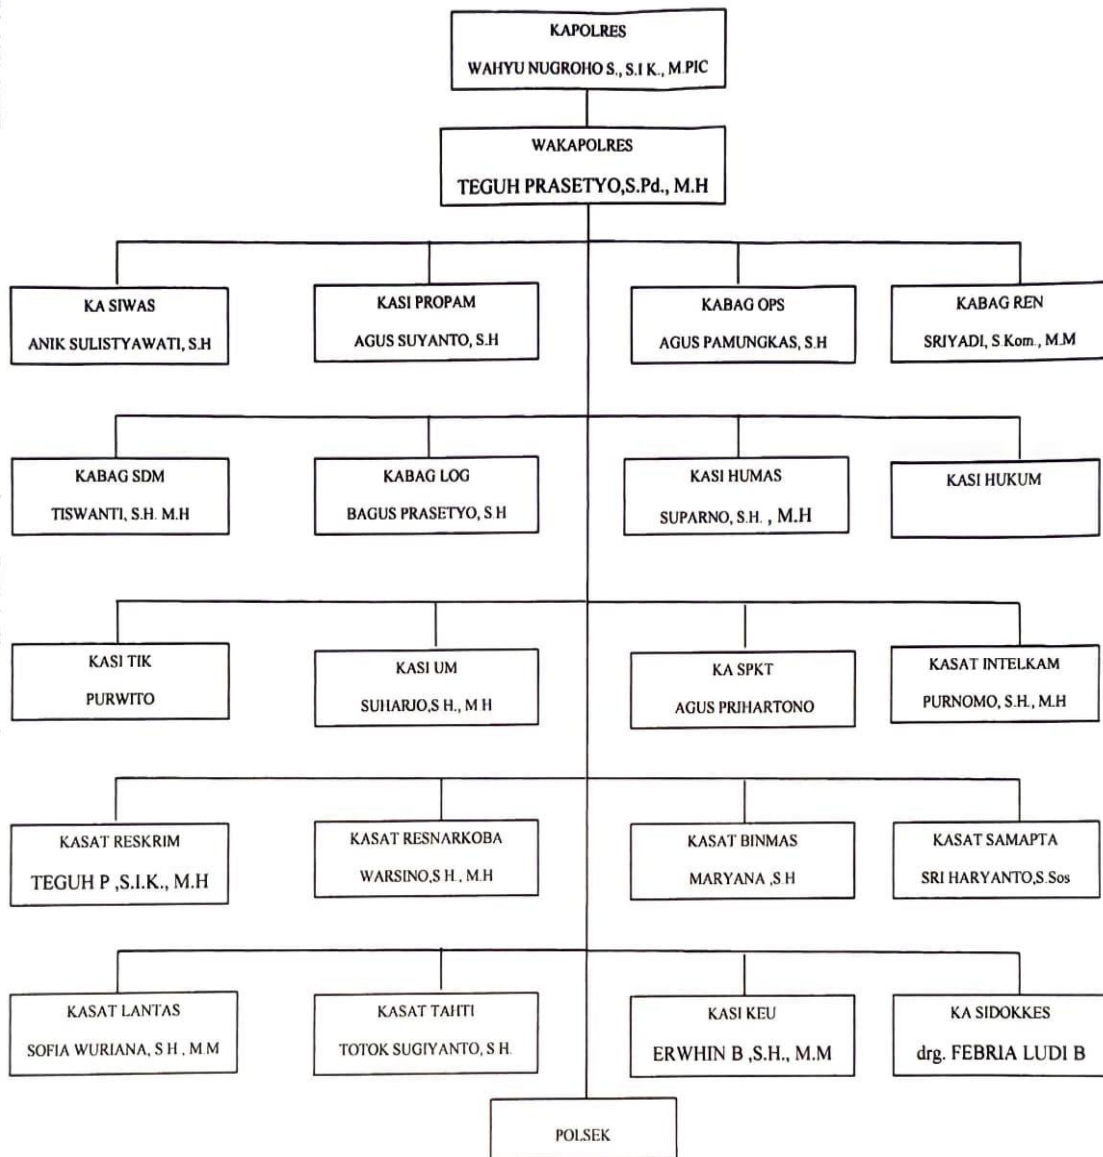 KAPOLRES
WAHYU NUGROHO S., S.I K., M.PIC
WAKAPOLRES
TEGUH PRASETYO,S.Pd., M.H
KA SIWAS
ANIK SULISTYAWATI, S.H
KASI PROPAM
AGUS SUYANTO, S.H
KABAG OPS
AGUS PAMUNGKAS, S.H
KABAG REN
SRIYADI, S Kom., M.M
KABAG SDM
TISWANTI, S.H. M.H
KABAG LOG
BAGUS PRASETYO, S H
KASI HUMAS
SUPARNO, S.H. , M.H
KASI HUKUM
KASI TIK
PURWITO
KASI UM
SUHARJO,S H., M H
KA SPKT
AGUS PRIHARTONO
KASAT INTELKAM
PURNOMO, S.H., M.H
KASAT RESKRIM
TEGUH P ,S.I.K., M.H
KASAT RESNARKOBA
WARSINO,S H., M.H
KASAT BINMAS
MARYANA ,S H
KASAT SAMAPTA
SRI HARYANTO,S.Sos
KASAT LANTAS
SOFIA WURIANA, S H , M.M
KASAT TAHTI
TOTOK SUGIYANTO, S H.
KASI KEU
ERWHIN B ,S.H., M.M
KA SIDOKKES
drg. FEBRIA LUDI B
POLSEK